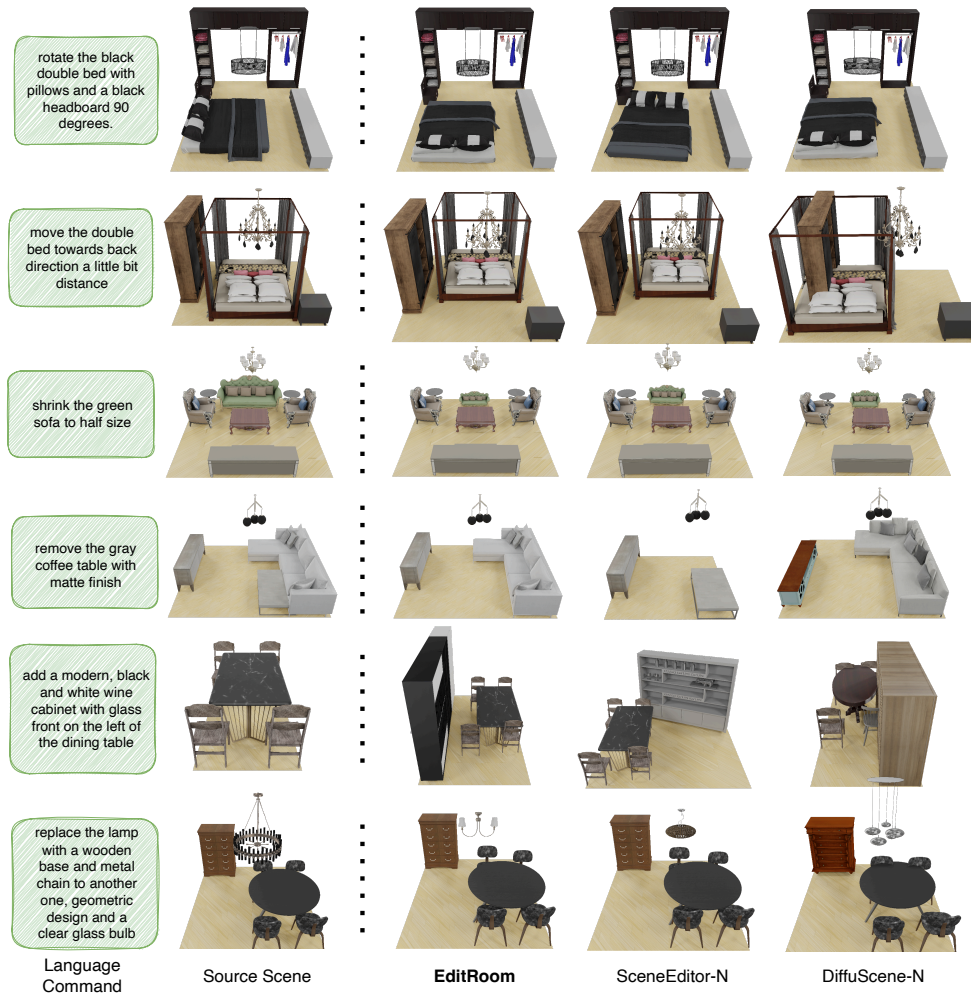 rotate the black
double bed with
pillows and a black
headboard 90
degrees.
move the double
bed towards back
direction a little bit
distance
shrink the green
sofa to half size
remove the gray
coffee table with
matte finish
add a modern, black
and white wine
cabinet with glass
front on the left of
the dining table
replace the lamp
with a wooden
base and metal
chain to another
one, geometric
design and a
clear glass bulb
Language
Command
Source Scene
EditRoom
SceneEditor-N
DiffuScene-N